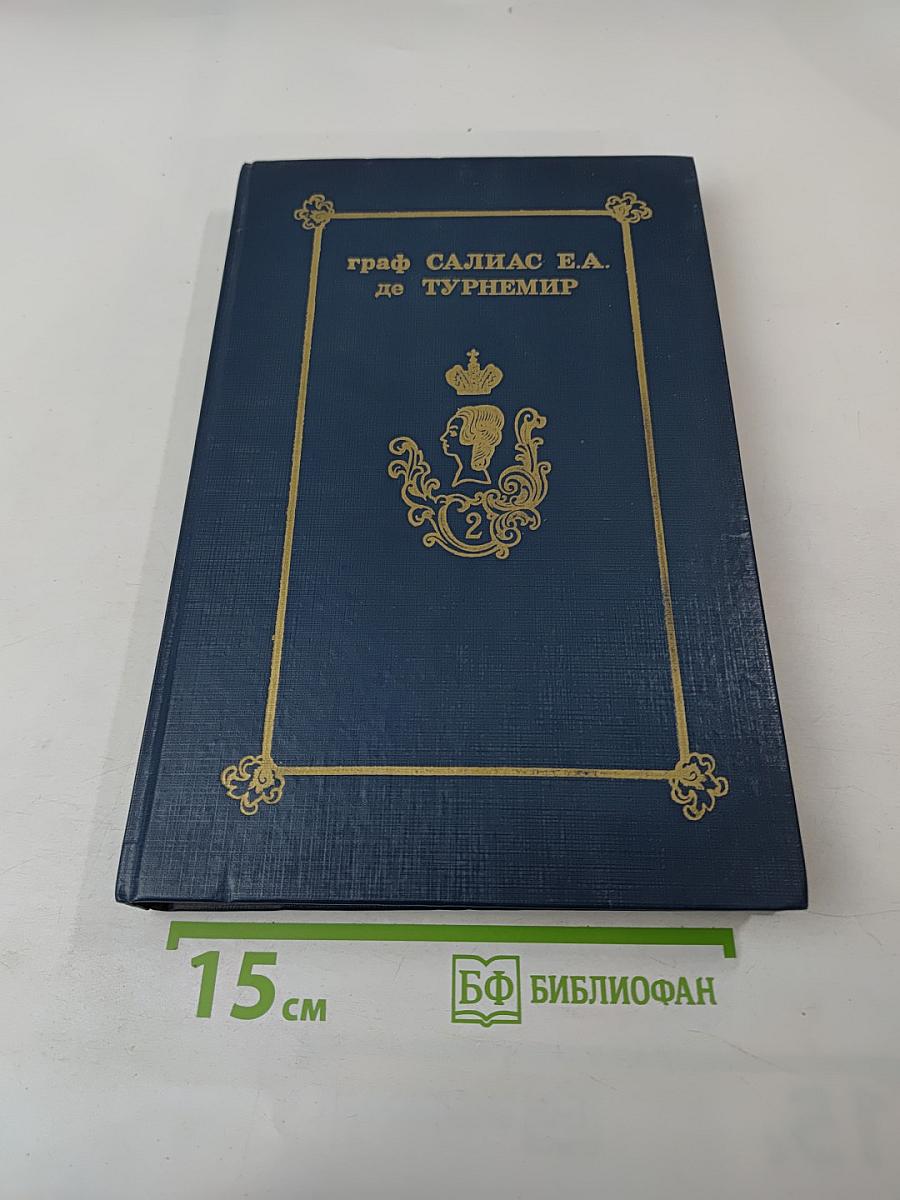 граф САЛИАС Е.А.
де ТУРНЕМИР
2
15 см
БФ БИБЛИОФАН